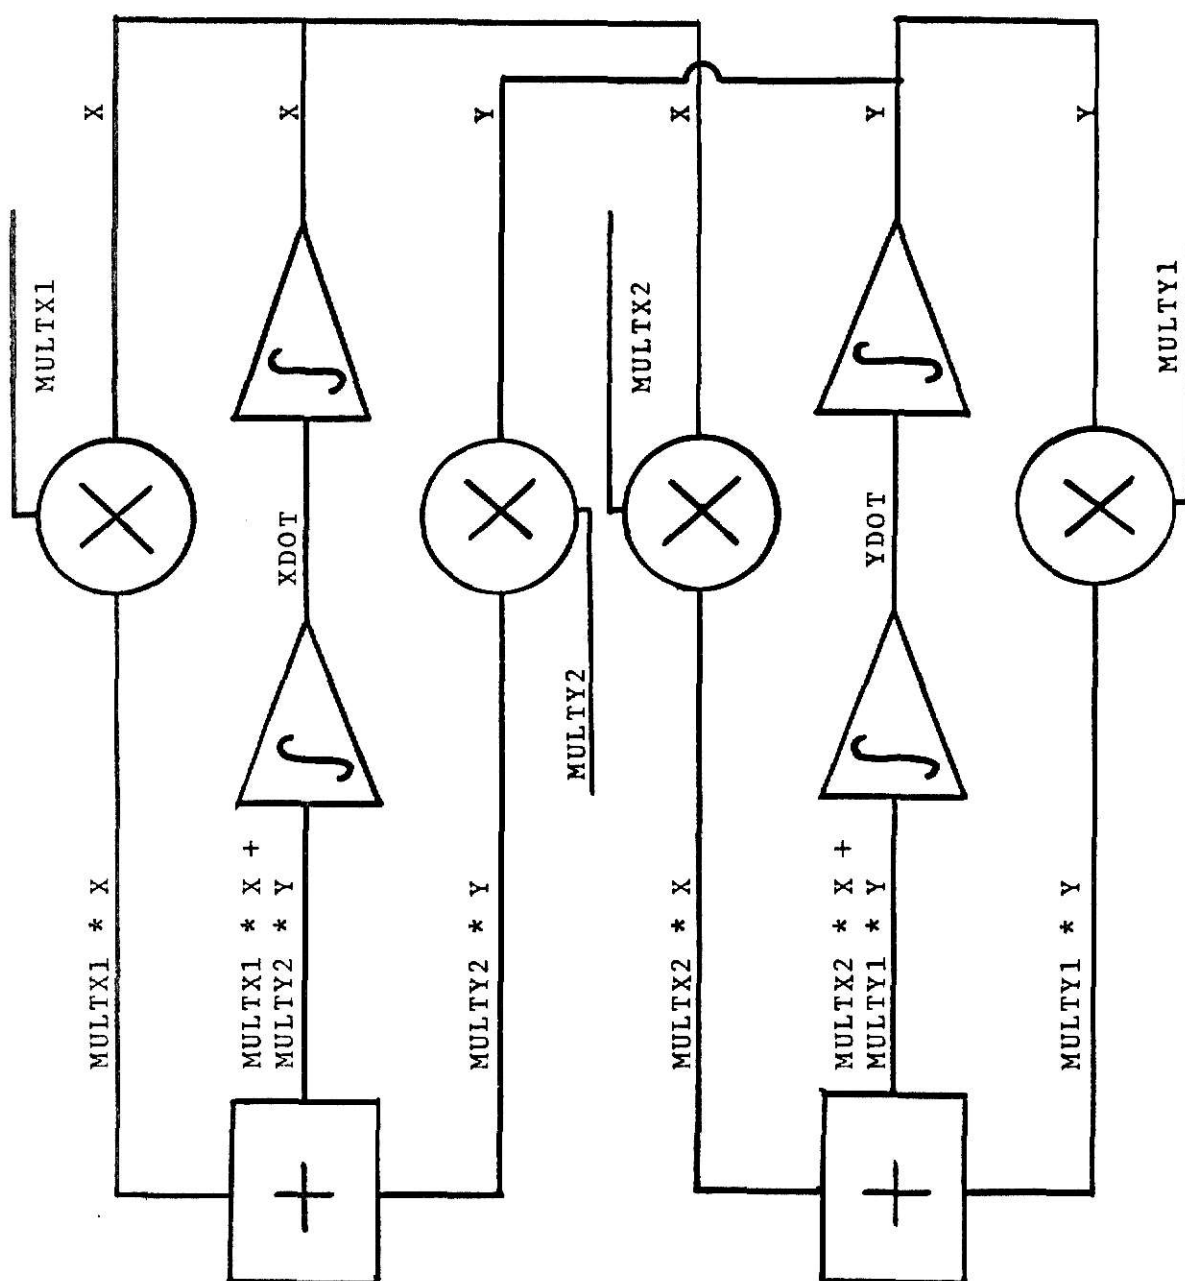 MULTX1
MULTX1 * X
X
MULTX1 * X +
MULTY2 * Y
XDOT
X
MULTY2 * Y
Y
MULTY2
MULTX2
MULTX2 * X
X
MULTX2 * X +
MULTY1 * Y
YDOT
Y
MULTY1 * Y
Y
MULTY1